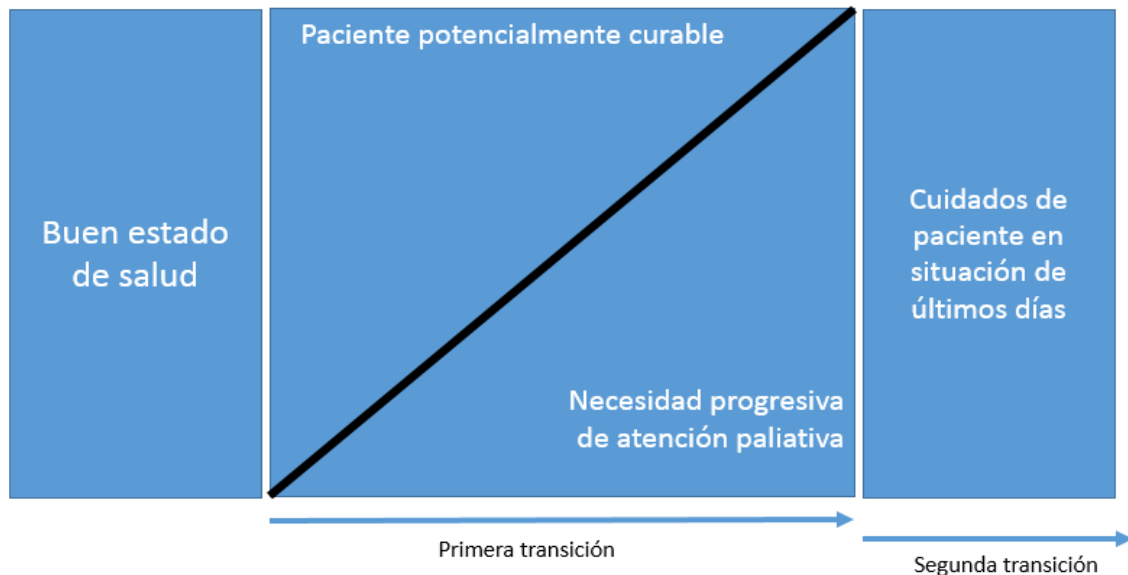 Paciente potencialmente curable
Buen estado
de salud
Cuidados de
paciente en
situación de
últimos días
Necesidad progresiva
de atención paliativa
Primera transición
Segunda transición